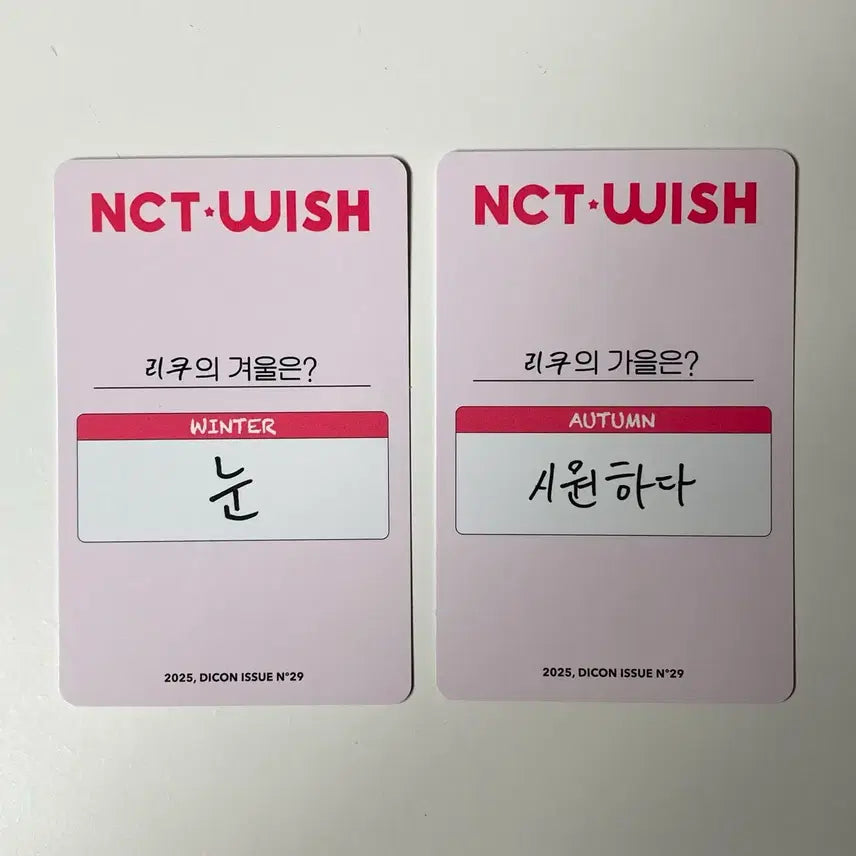 NCT★WISH
리쿠의 겨울은?
WINTER
눈
2025, DICON ISSUE N°29
NCT★WISH
리쿠의 가을은?
AUTUMN
시원하다
2025, DICON ISSUE N°29